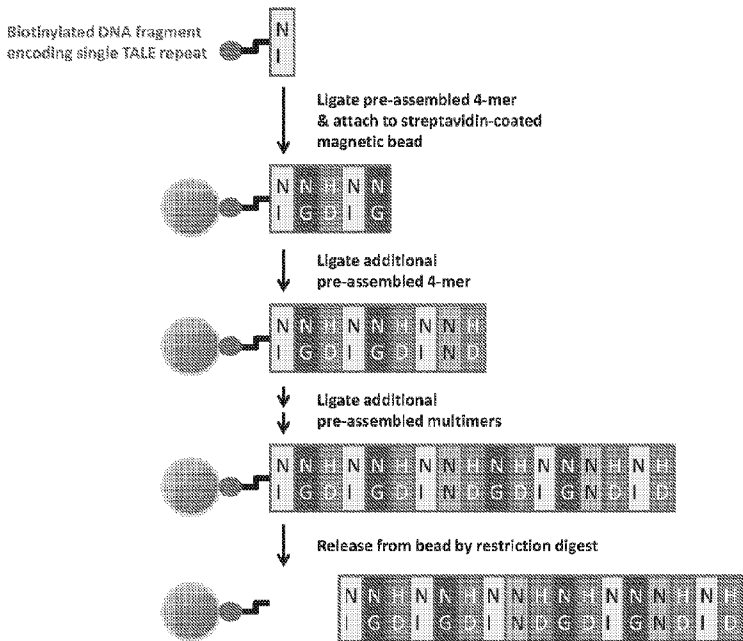 Biotinylated DNA fragment
encoding single TALE repeat
N
I
Ligate pre-assembled 4-mer
& attach to streptavidin-coated
magnetic bead
N N H N N
I G D I G
Ligate additional
pre-assembled 4-mer
N N H N N H N N H
I G D I G D I N D
Ligate additional
pre-assembled multimers
N N H N N H N N H N H N N N H N H
I G D I G D I N D G D I G N D I D
Release from bead by restriction digest
N N H N N H N N H N H N N N H N H
I G D I G D I N D G D I G N D I D